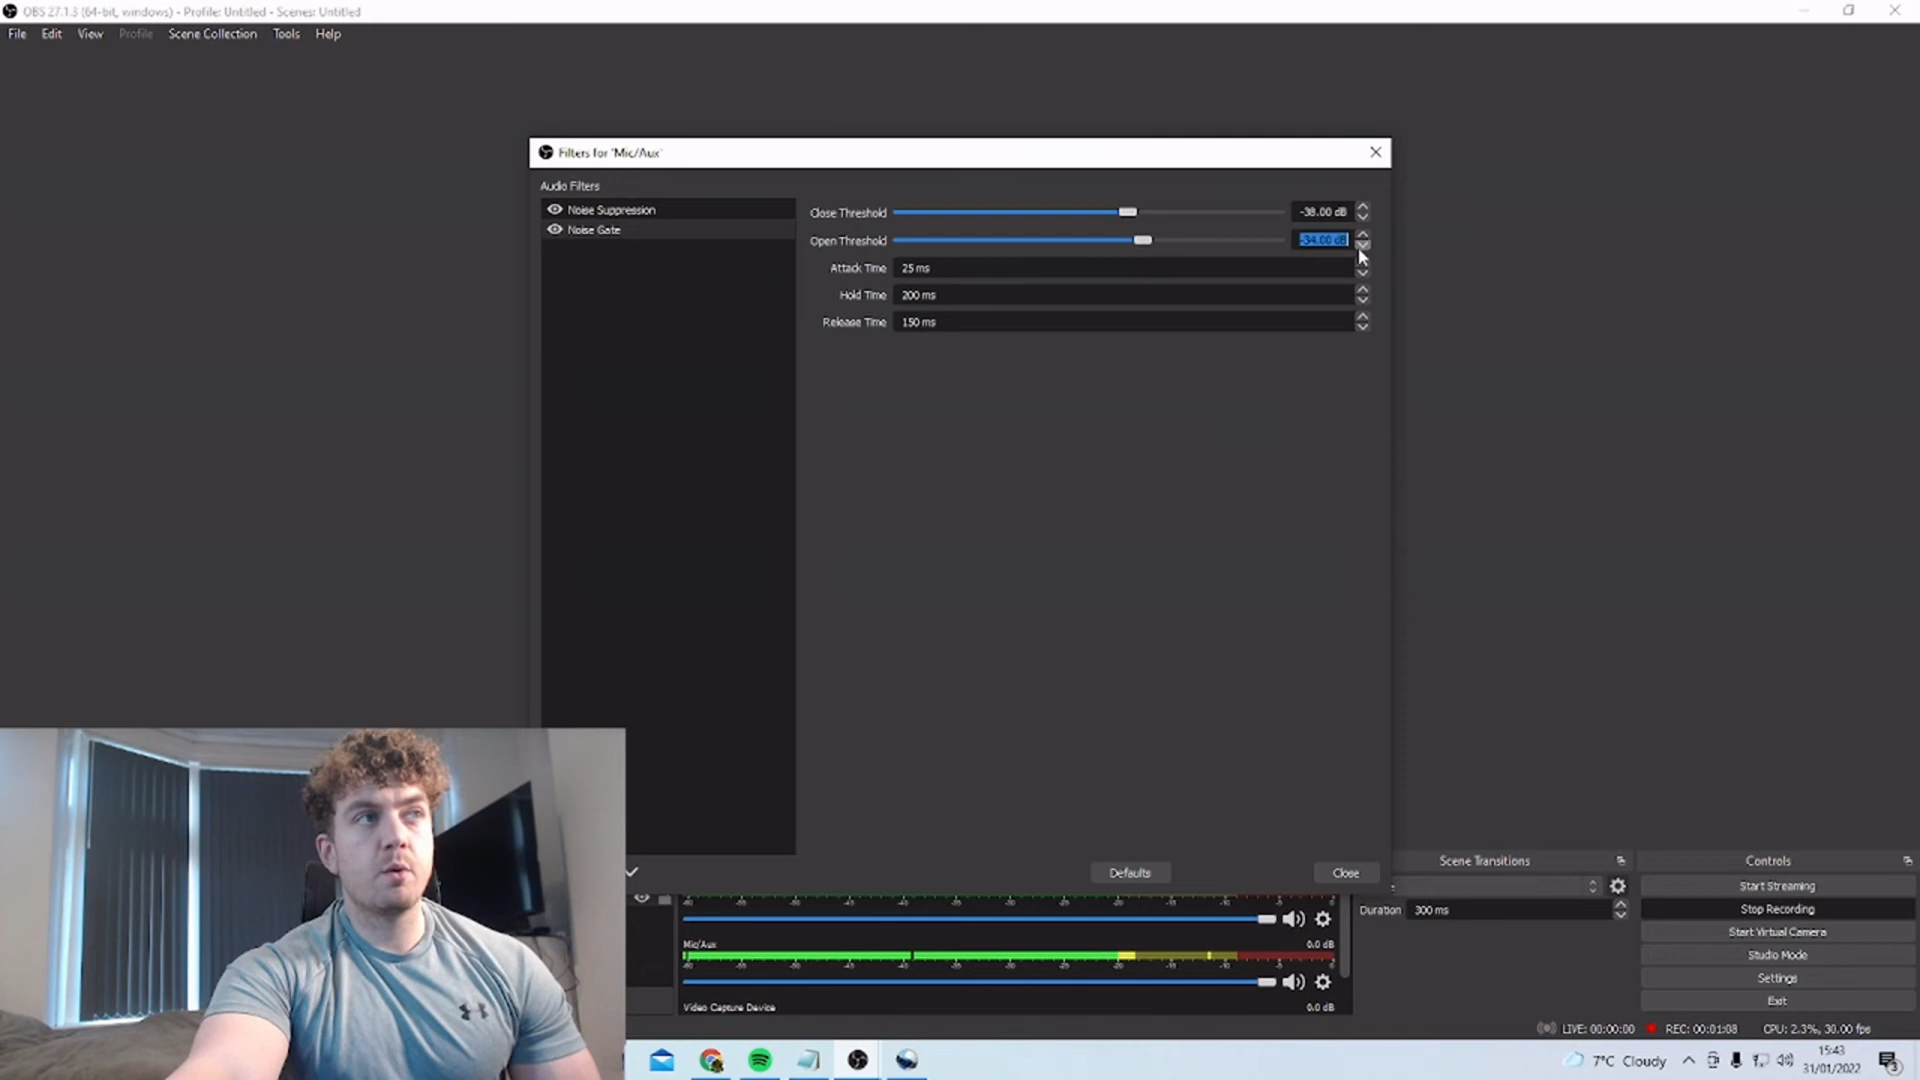 OBS 27.1.3 (64-bit, windows) - Profile: Untitled - Scenes: Untitled
File Edit View Profile Scene Collection Tools Help
Filters for 'Mic/Aux'
Audio Filters
Noise Suppression
Noise Gate
Close Threshold -38.00 dB
Open Threshold -34.00 dB
Attack Time 25 ms
Hold Time 200 ms
Release Time 150 ms
Defaults Close
Scene Transitions
Duration 300 ms
Controls
Start Streaming
Stop Recording
Start Virtual Camera
Studio Mode
Settings
Exit
Mic/Aux 0.0 dB
Video Capture Device 0.0 dB
LIVE: 00:00:00 REC: 00:01:08 CPU: 2.3%, 30.00 fps
7°C Cloudy
15:43
31/01/2022
3